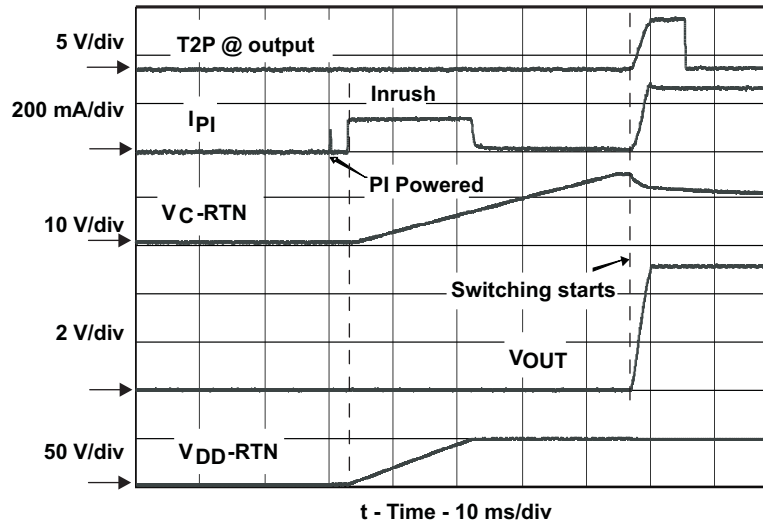 5 V/div
T2P @ output
200 mA/div
IPI
Inrush
PI Powered
10 V/div
VC-RTN
Switching starts
2 V/div
VOUT
50 V/div
VDD-RTN
t - Time - 10 ms/div